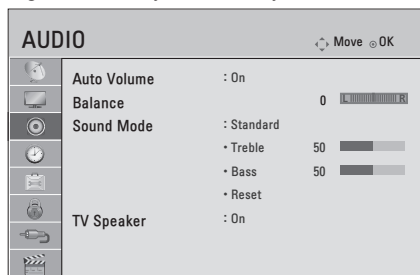 AUDIO Move OK
Auto Volume : On
Balance 0 L R
Sound Mode : Standard
• Treble 50
• Bass 50
• Reset
TV Speaker : On